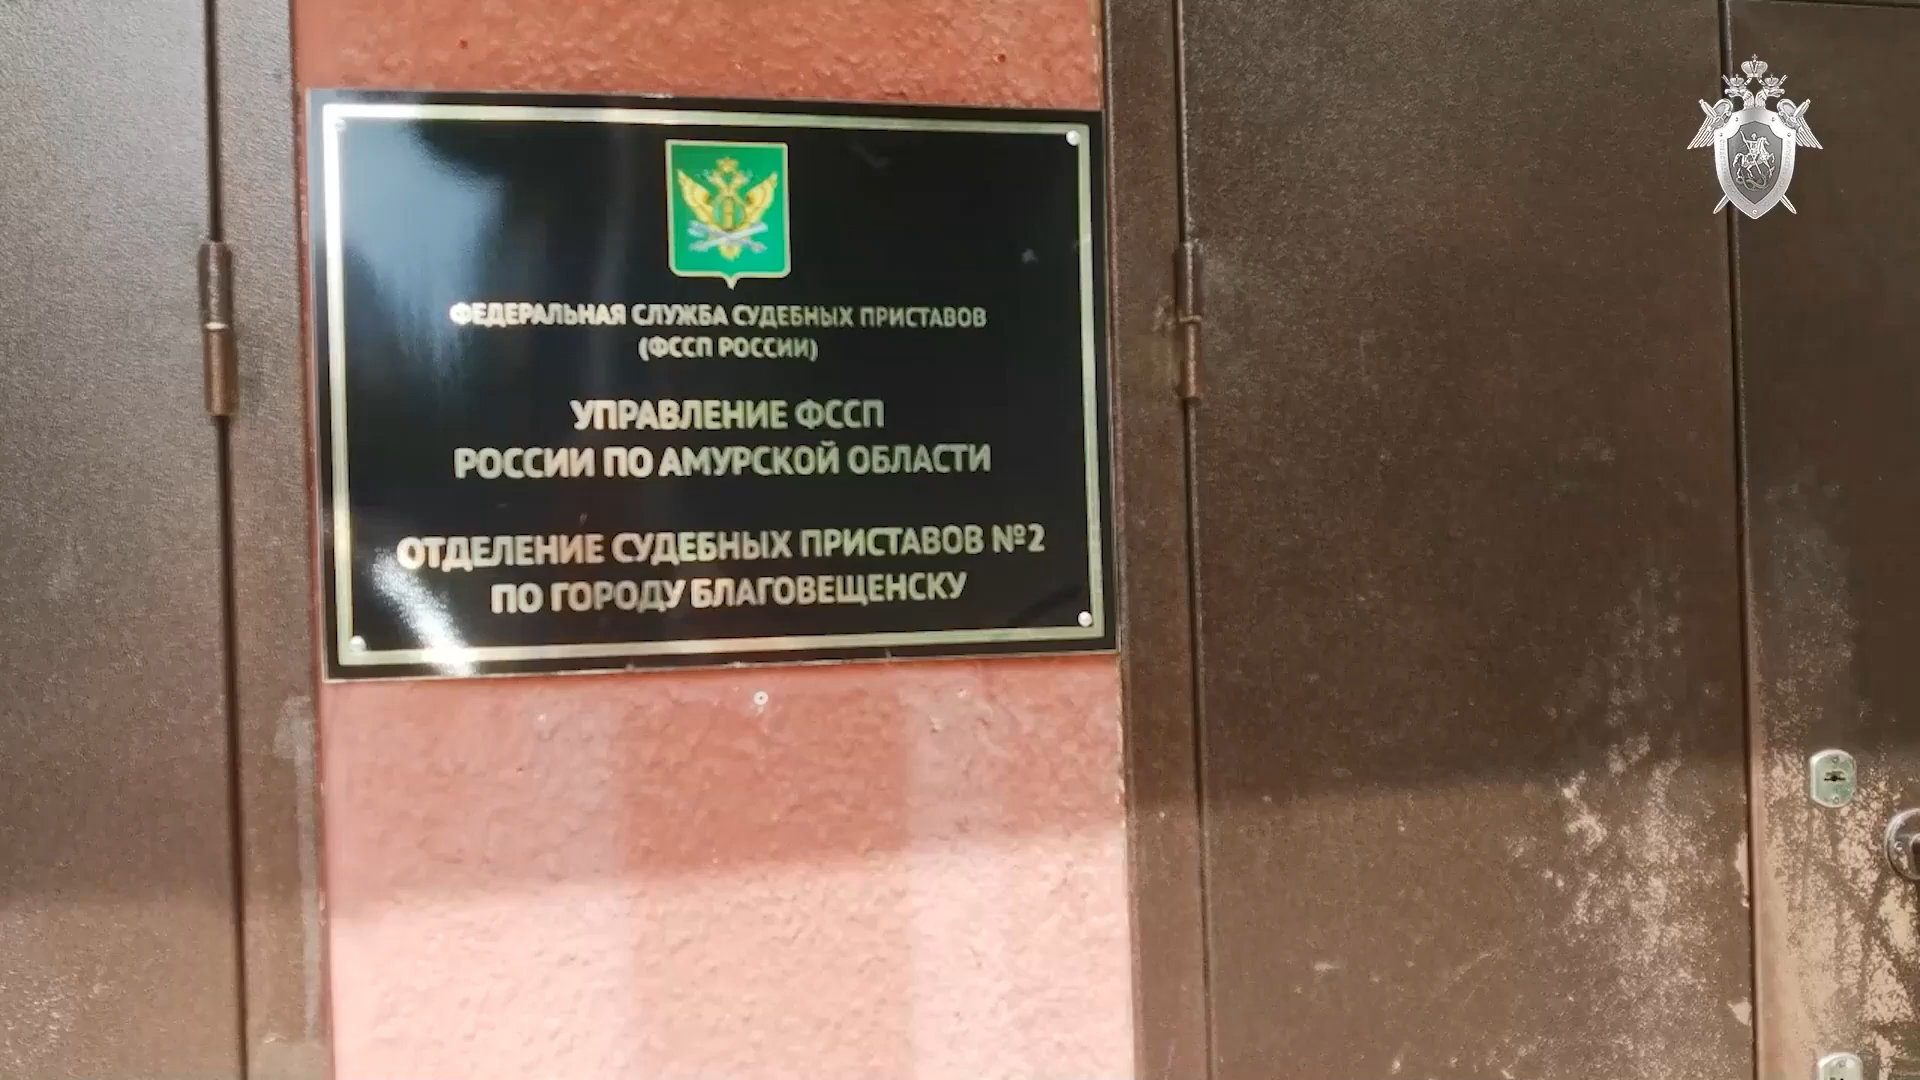 ФЕДЕРАЛЬНАЯ СЛУЖБА СУДЕБНЫХ ПРИСТАВОВ
(ФССП РОССИИ)
УПРАВЛЕНИЕ ФССП
РОССИИ ПО АМУРСКОЙ ОБЛАСТИ
ОТДЕЛЕНИЕ СУДЕБНЫХ ПРИСТАВОВ №2
ПО ГОРОДУ БЛАГОВЕЩЕНСКУ